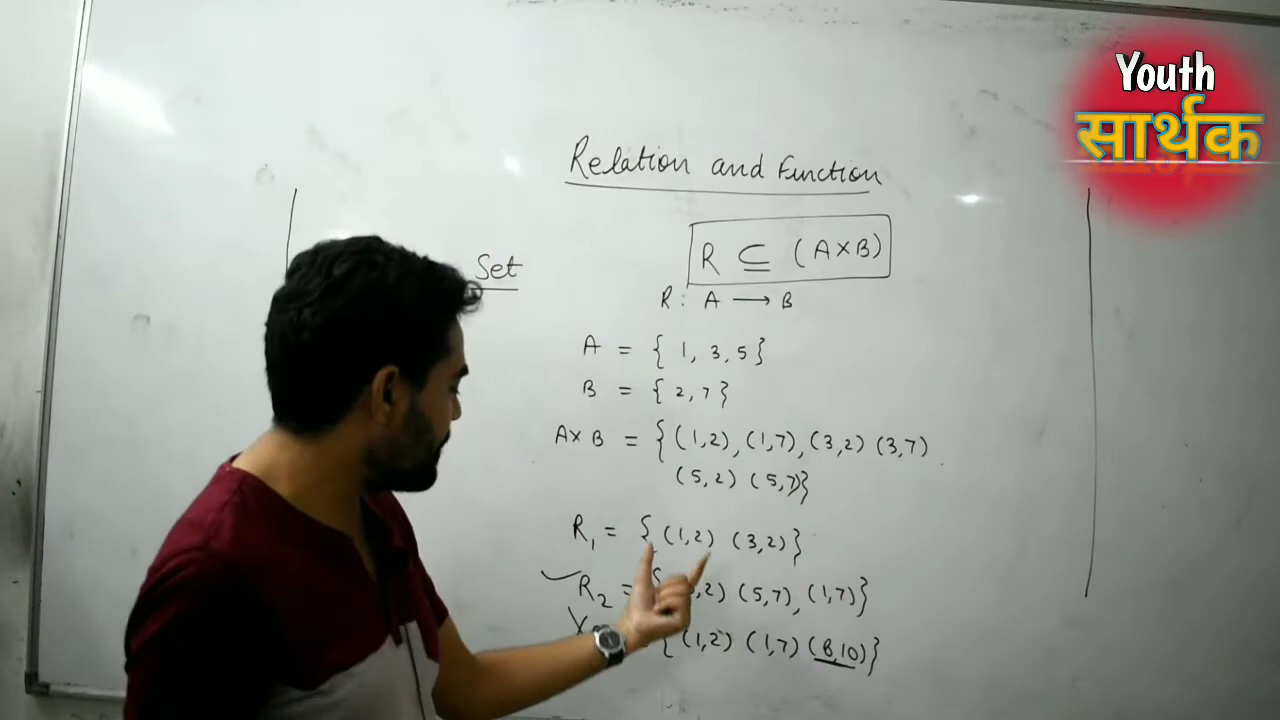 Youth
सार्थक
Relation and Function
Set
R ⊆ (A×B)
R : A ⟶ B
A = { 1, 3, 5 }
B = { 2, 7 }
A×B = { (1,2), (1,7), (3,2) (3,7)
(5,2) (5,7) }
R₁ = { (1,2) (3,2) }
✓ R₂ = { ,2) (5,7), (1,7) }
X { (1,2) (1,7) (8,10) }